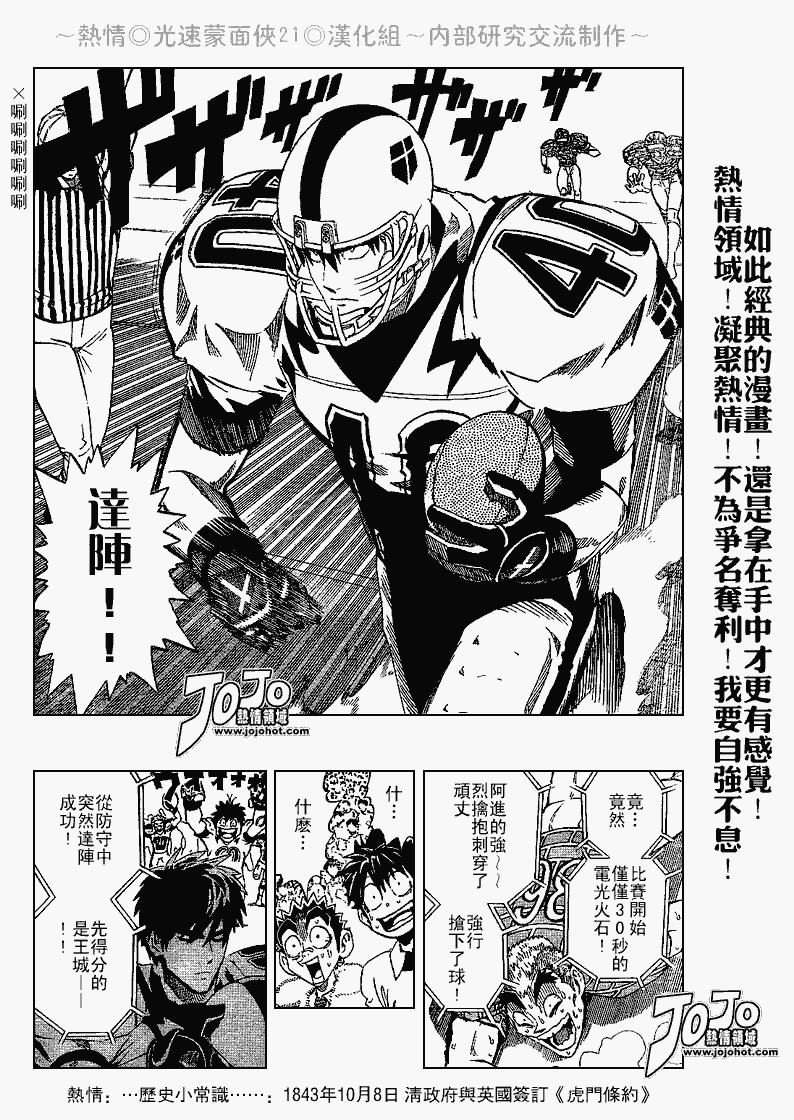 ～熱情◎光速蒙面俠21◎漢化組～内部研究交流制作～
×唰唰唰唰唰唰
如此經典的漫畫！還是拿在手中才更有感覺！
熱情領域！凝聚熱情！不為爭名奪利！我要自強不息！
ザザザザザ
40
40
40
達陣！！
JOJO
熱情領域
www.jojohot.com
竟…
竟然
比賽開始
僅僅30秒的
電光火石！
阿進的強～～
烈擒抱刺穿了
頑丈
強行
搶下了球！
什…
什麽…
從防守中
突然達陣
成功！
先得分的
是王城——
！！
JOJO
熱情領域
www.jojohot.com
熱情：…歷史小常識……：1843年10月8日 清政府與英國簽訂《虎門條約》